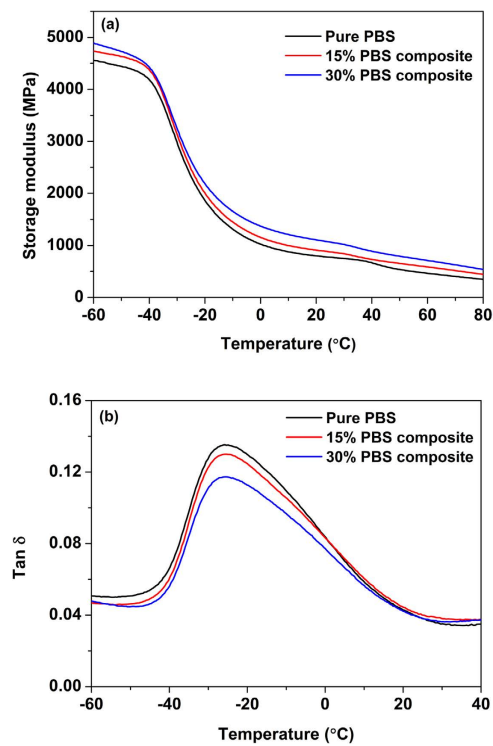 (a)
Pure PBS
15% PBS composite
30% PBS composite
Storage modulus (MPa)
5000
4000
3000
2000
1000
0
-60 -40 -20 0 20 40 60 80
Temperature (°C)
(b)
Pure PBS
15% PBS composite
30% PBS composite
Tan δ
0.16
0.12
0.08
0.04
0.00
-60 -40 -20 0 20 40
Temperature (°C)